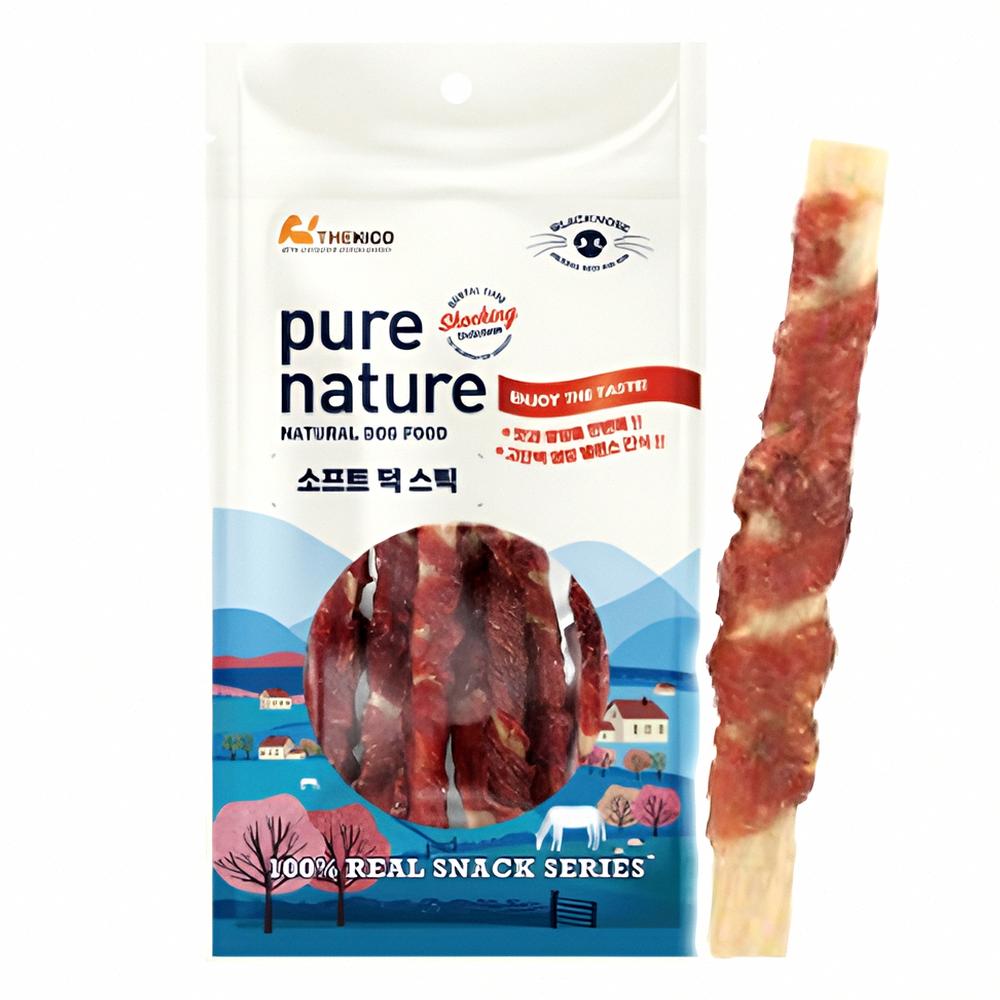 THENICO
pure
nature
Shocking
NATURAL DOG FOOD
ENJOY THE TASTE
소프트 덕 스틱
100% REAL SNACK SERIES